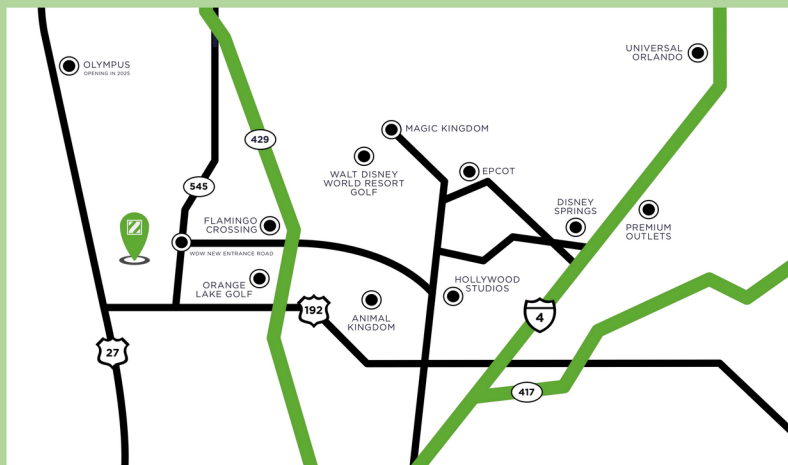 OLYMPUS
OPENING IN 2025
UNIVERSAL
ORLANDO
429
MAGIC KINGDOM
WALT DISNEY
WORLD RESORT
GOLF
EPCOT
545
DISNEY
SPRINGS
FLAMINGO
CROSSING
PREMIUM
OUTLETS
WDW NEW ENTRANCE ROAD
ORANGE
LAKE GOLF
HOLLYWOOD
STUDIOS
192
ANIMAL
KINGDOM
4
27
417